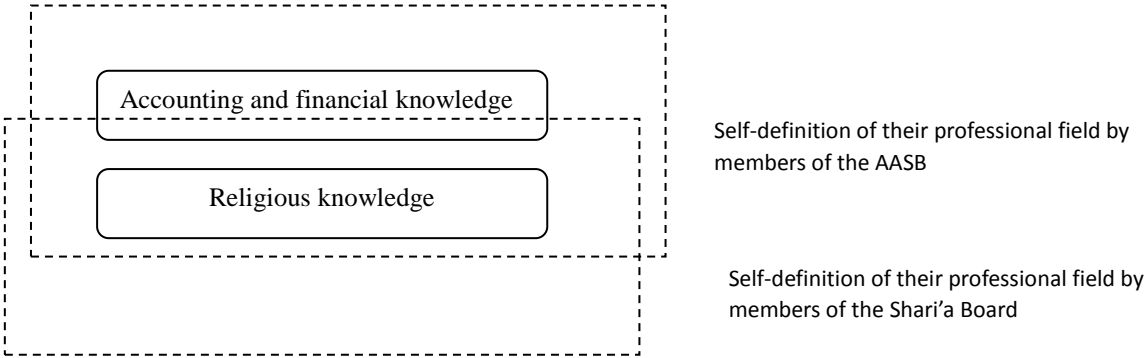 Accounting and financial knowledge
Religious knowledge
Self-definition of their professional field by
members of the AASB
Self-definition of their professional field by
members of the Shari’a Board